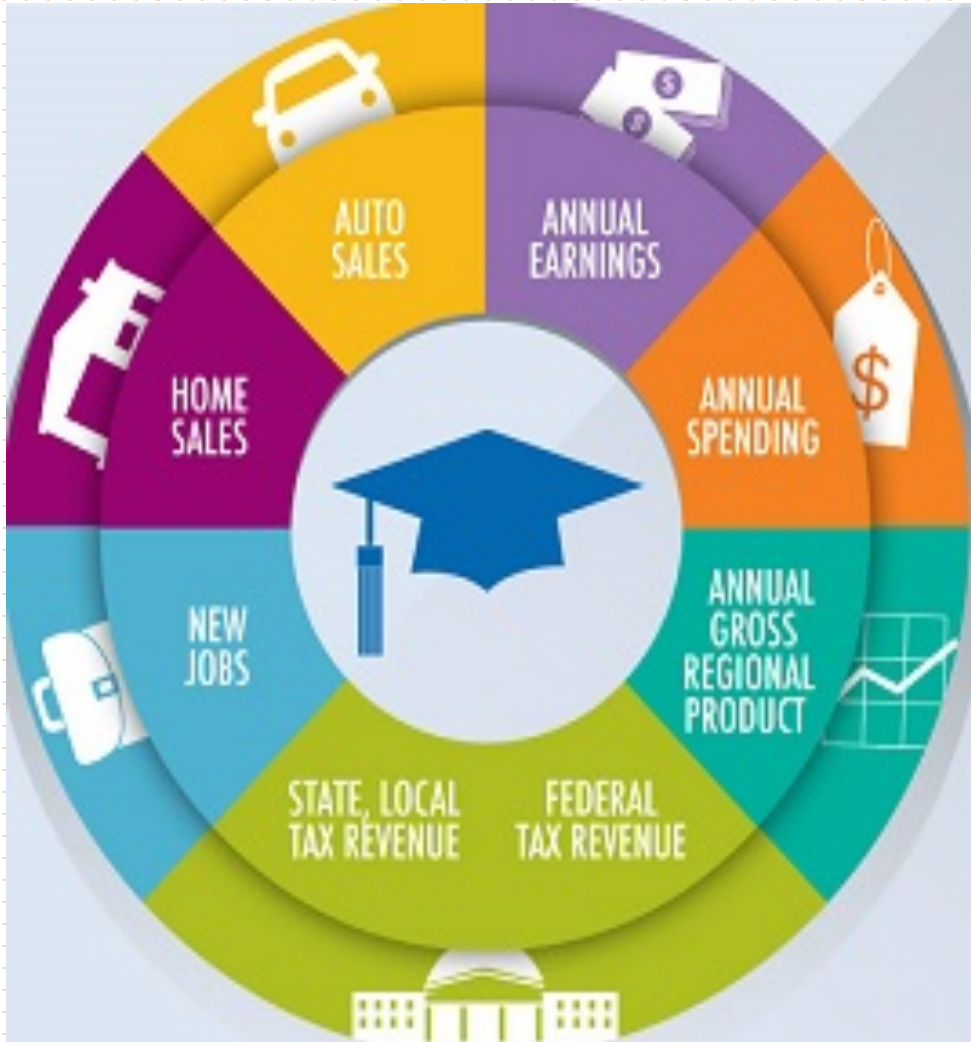 AUTO
SALES
ANNUAL
EARNINGS
$
$
ANNUAL
SPENDING
$
ANNUAL
GROSS
REGIONAL
PRODUCT
FEDERAL
TAX REVENUE
STATE, LOCAL
TAX REVENUE
NEW
JOBS
HOME
SALES